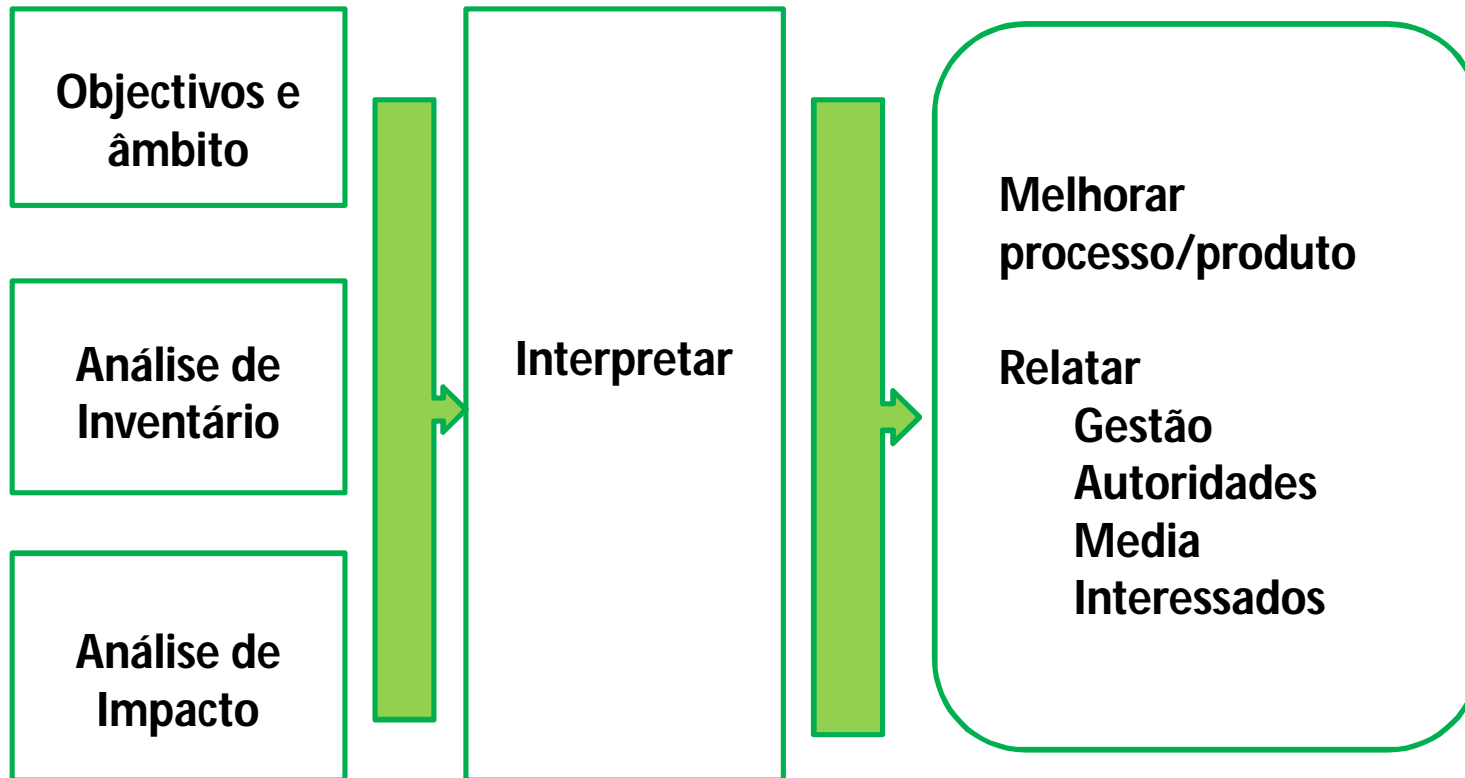 Objectivos e
âmbito
Análise de
Inventário
Análise de
Impacto
Interpretar
Melhorar
processo/produto
Relatar
Gestão
Autoridades
Media
Interessados